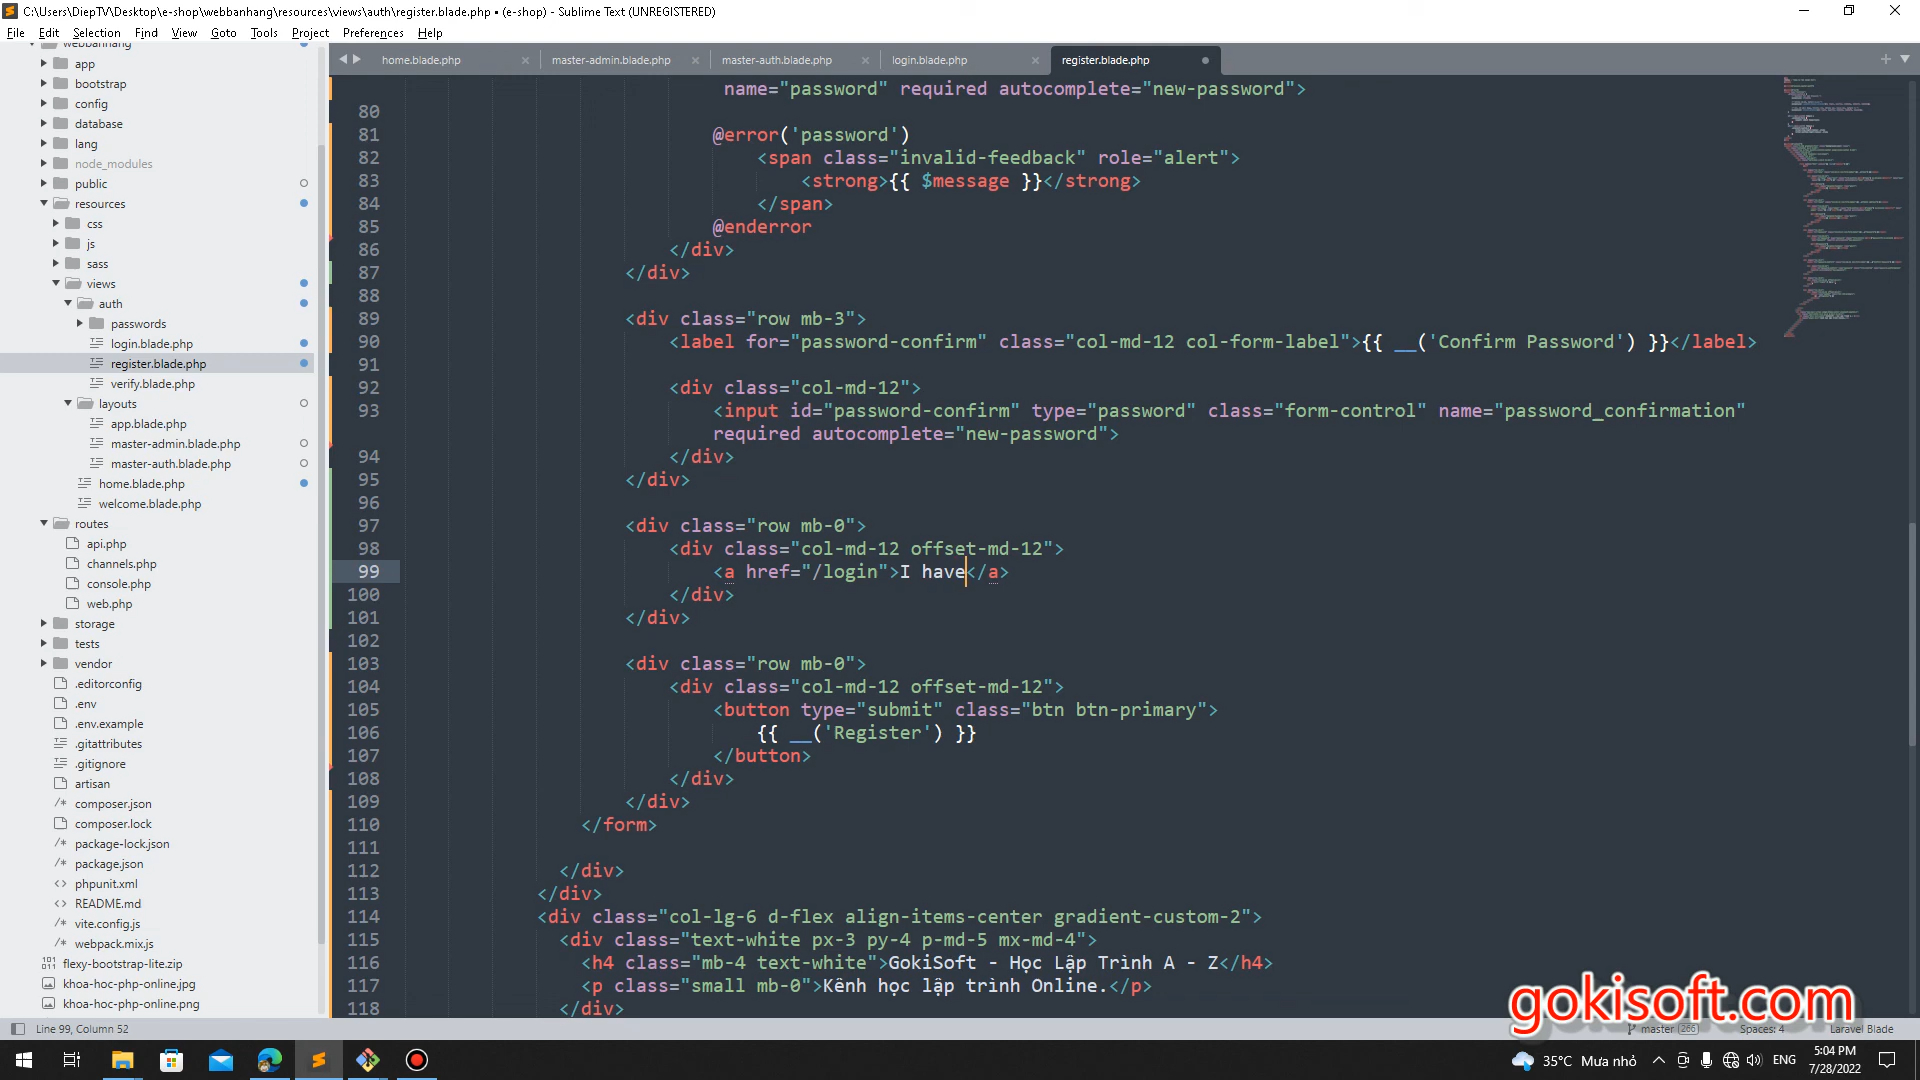 C:\Users\DiepTV\Desktop\e-shop\webbanhang\resources\views\auth\register.blade.php • (e-shop) - Sublime Text (UNREGISTERED)
File Edit Selection Find View Goto Tools Project Preferences Help
home.blade.php × master-admin.blade.php × master-auth.blade.php × login.blade.php × register.blade.php
webbanhang
app
bootstrap
config
database
lang
node_modules
public
resources
css
js
sass
views
auth
passwords
login.blade.php
register.blade.php
verify.blade.php
layouts
app.blade.php
master-admin.blade.php
master-auth.blade.php
home.blade.php
welcome.blade.php
routes
api.php
channels.php
console.php
web.php
storage
tests
vendor
.editorconfig
.env
.env.example
.gitattributes
.gitignore
artisan
composer.json
composer.lock
package-lock.json
package.json
phpunit.xml
README.md
vite.config.js
webpack.mix.js
flexy-bootstrap-lite.zip
khoa-hoc-php-online.jpg
khoa-hoc-php-online.png
name="password" required autocomplete="new-password">
80
81 @error('password')
82 <span class="invalid-feedback" role="alert">
83 <strong>{{ $message }}</strong>
84 </span>
85 @enderror
86 </div>
87 </div>
88
89 <div class="row mb-3">
90 <label for="password-confirm" class="col-md-12 col-form-label">{{ __('Confirm Password') }}</label>
91
92 <div class="col-md-12">
93 <input id="password-confirm" type="password" class="form-control" name="password_confirmation"
required autocomplete="new-password">
94 </div>
95 </div>
96
97 <div class="row mb-0">
98 <div class="col-md-12 offset-md-12">
99 <a href="/login">I have</a>
100 </div>
101 </div>
102
103 <div class="row mb-0">
104 <div class="col-md-12 offset-md-12">
105 <button type="submit" class="btn btn-primary">
106 {{ __('Register') }}
107 </button>
108 </div>
109 </div>
110 </form>
111
112 </div>
113 </div>
114 <div class="col-lg-6 d-flex align-items-center gradient-custom-2">
115 <div class="text-white px-3 py-4 p-md-5 mx-md-4">
116 <h4 class="mb-4 text-white">GokiSoft - Học Lập Trình A - Z</h4>
117 <p class="small mb-0">Kênh học lập trình Online.</p>
118 </div>
gokisoft.com
Line 99, Column 52 master 266 Spaces: 4 Laravel Blade
35°C Mưa nhỏ ENG 5:04 PM
7/28/2022